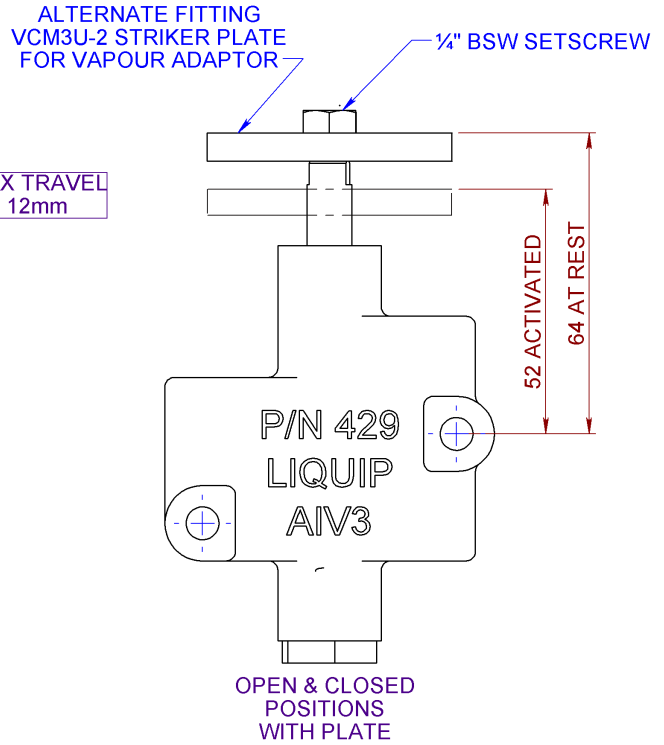 ALTERNATE FITTING
VCM3U-2 STRIKER PLATE
FOR VAPOUR ADAPTOR
¼" BSW SETSCREW
X TRAVEL
12mm
52 ACTIVATED
64 AT REST
P/N 429
LIQUIP
AIV3
OPEN & CLOSED
POSITIONS
WITH PLATE